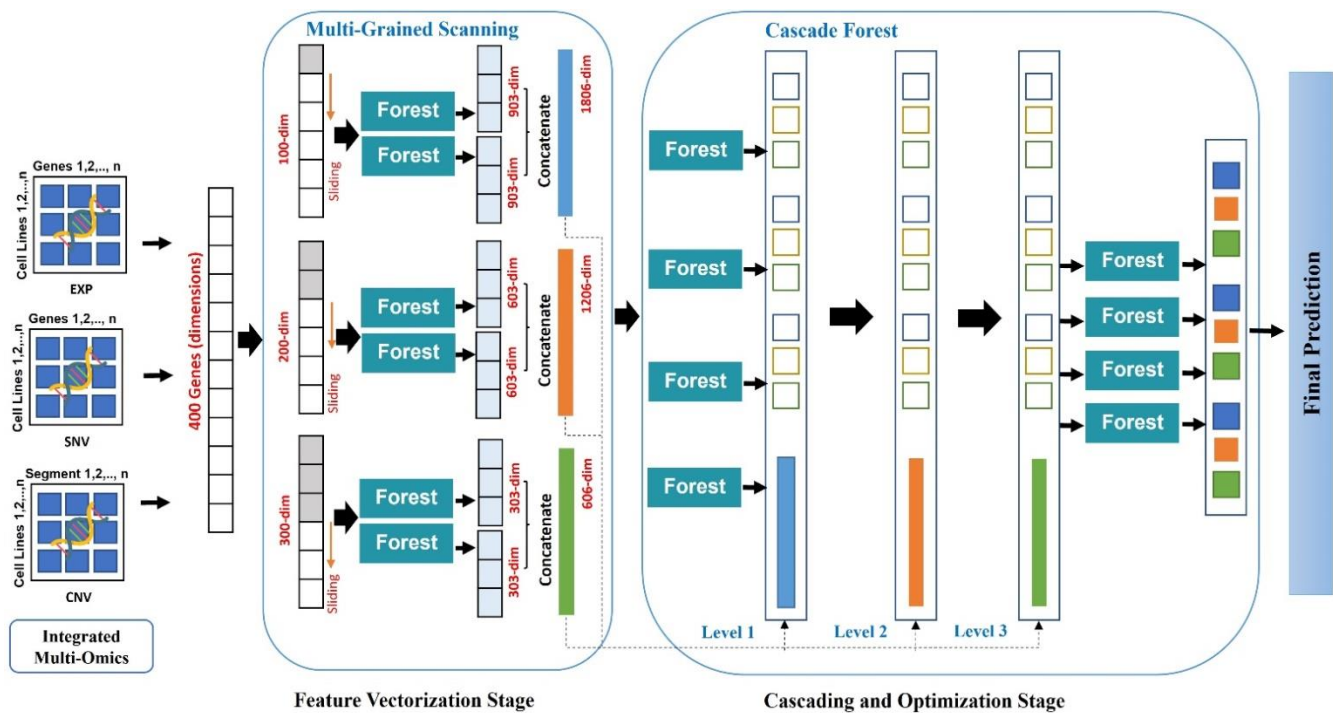 Genes 1,2,.., n
Cell Lines 1,2,...,n
EXP
Genes 1,2,.., n
Cell Lines 1,2,...,n
SNV
Segment 1,2,.., n
Cell Lines 1,2,...,n
CNV
Integrated
Multi-Omics
400 Genes (dimensions)
Multi-Grained Scanning
100-dim
Sliding
Forest
Forest
903-dim
903-dim
Concatenate
1806-dim
200-dim
Sliding
Forest
Forest
603-dim
603-dim
Concatenate
1206-dim
300-dim
Sliding
Forest
Forest
303-dim
303-dim
Concatenate
606-dim
Feature Vectorization Stage
Cascade Forest
Forest
Forest
Forest
Forest
Level 1
Level 2
Level 3
Forest
Forest
Forest
Forest
Cascading and Optimization Stage
Final Prediction